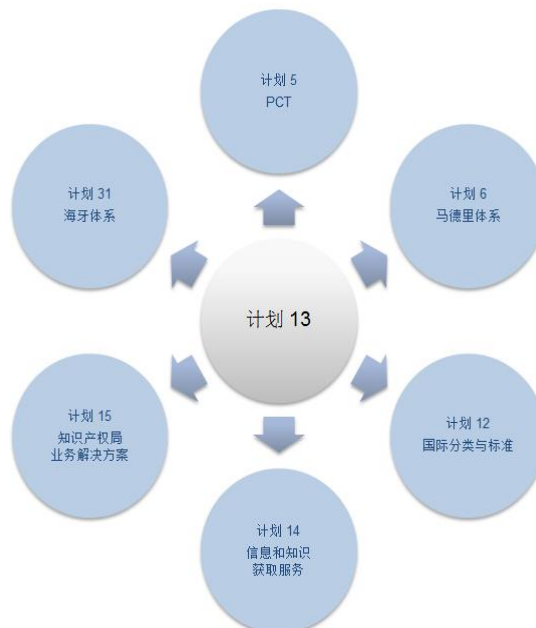 计划 5
PCT
计划 31
海牙体系
计划 6
马德里体系
计划 13
计划 15
知识产权局
业务解决方案
计划 12
国际分类与标准
计划 14
信息和知识
获取服务